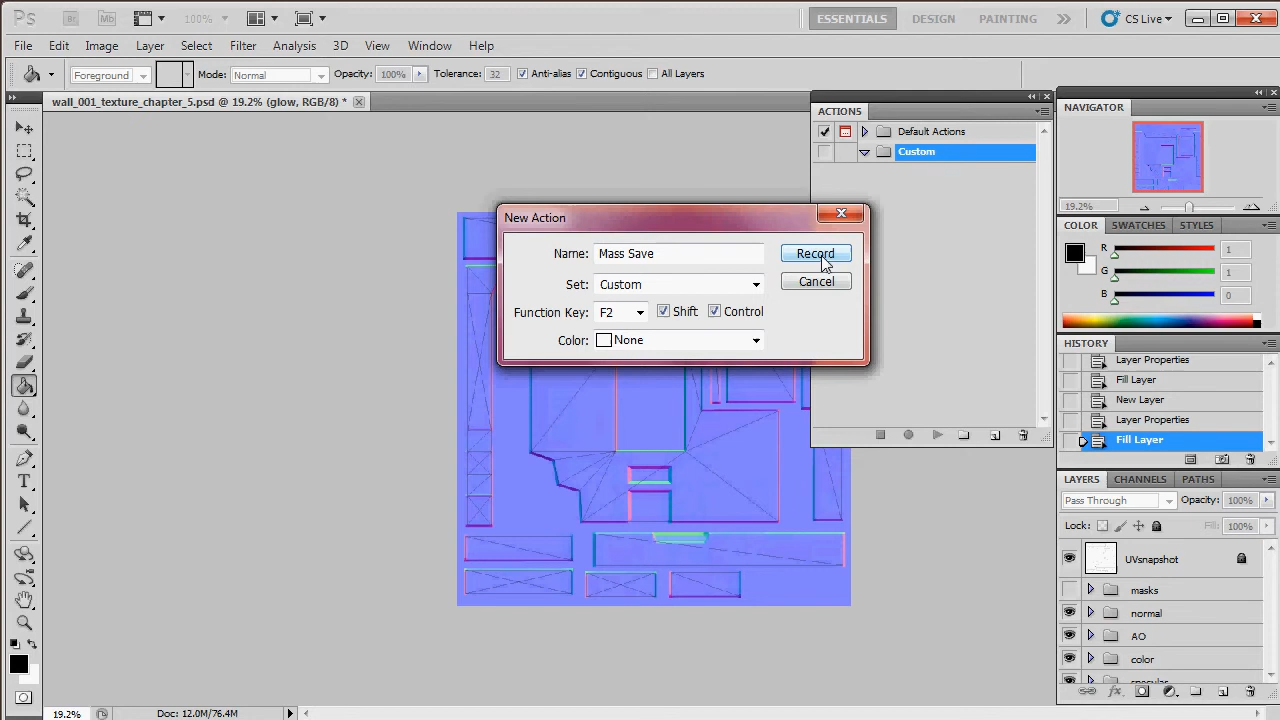 Ps Br Mb 100% ESSENTIALS DESIGN PAINTING CS Live
File Edit Image Layer Select Filter Analysis 3D View Window Help
Foreground Mode: Normal Opacity: 100% Tolerance: 32 Anti-alias Contiguous All Layers
wall_001_texture_chapter_5.psd @ 19.2% (glow, RGB/8) *
ACTIONS
Default Actions
Custom
NAVIGATOR
19.2%
COLOR SWATCHES STYLES
R 1
G 1
B 0
HISTORY
Layer Properties
Fill Layer
New Layer
Layer Properties
Fill Layer
New Action
Name: Mass Save Record
Set: Custom Cancel
Function Key: F2 Shift Control
Color: None
LAYERS CHANNELS PATHS
Pass Through Opacity: 100%
Lock: Fill: 100%
UVsnapshot
masks
normal
AO
color
specular
T
19.2% Doc: 12.0M/76.4M